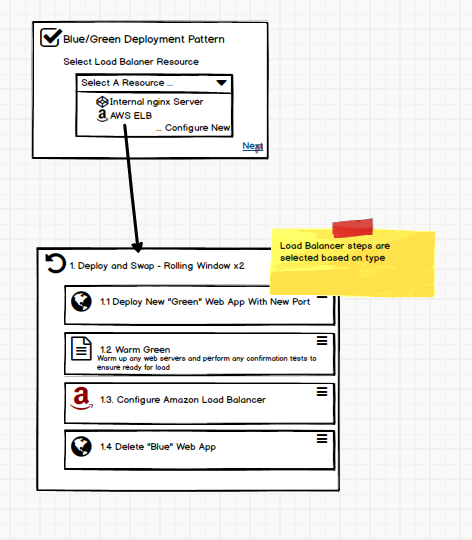 Blue/Green Deployment Pattern
Select Load Balaner Resource
Select A Resource ...
Internal nginx Server
AWS ELB
... Configure New
Next
Load Balancer steps are
selected based on type
1. Deploy and Swap - Rolling Window x2
1.1 Deploy New "Green" Web App With New Port
1.2 Warm Green
Warm up any web servers and perform any confirmation tests to
ensure ready for load
1.3. Configure Amazon Load Balancer
1.4 Delete "Blue" Web App